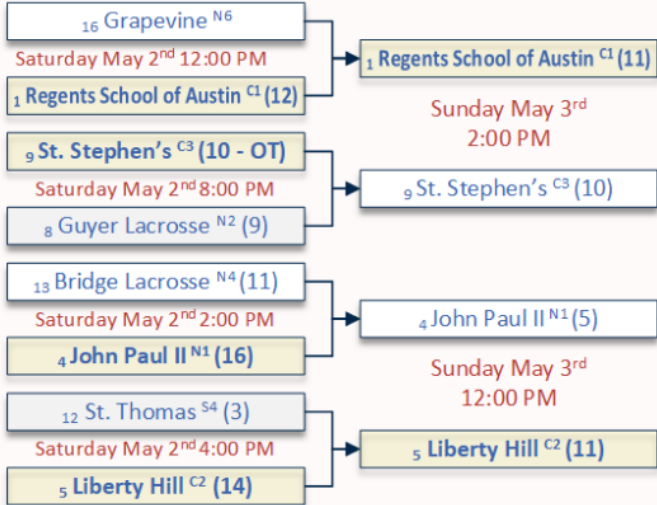 16 Grapevine N6
Saturday May 2nd 12:00 PM
1 Regents School of Austin C1 (12)
9 St. Stephen's C3 (10 - OT)
Saturday May 2nd 8:00 PM
8 Guyer Lacrosse N2 (9)
13 Bridge Lacrosse N4 (11)
Saturday May 2nd 2:00 PM
4 John Paul II N1 (16)
12 St. Thomas S4 (3)
Saturday May 2nd 4:00 PM
5 Liberty Hill C2 (14)
1 Regents School of Austin C1 (11)
Sunday May 3rd
2:00 PM
9 St. Stephen's C3 (10)
4 John Paul II N1 (5)
Sunday May 3rd
12:00 PM
5 Liberty Hill C2 (11)